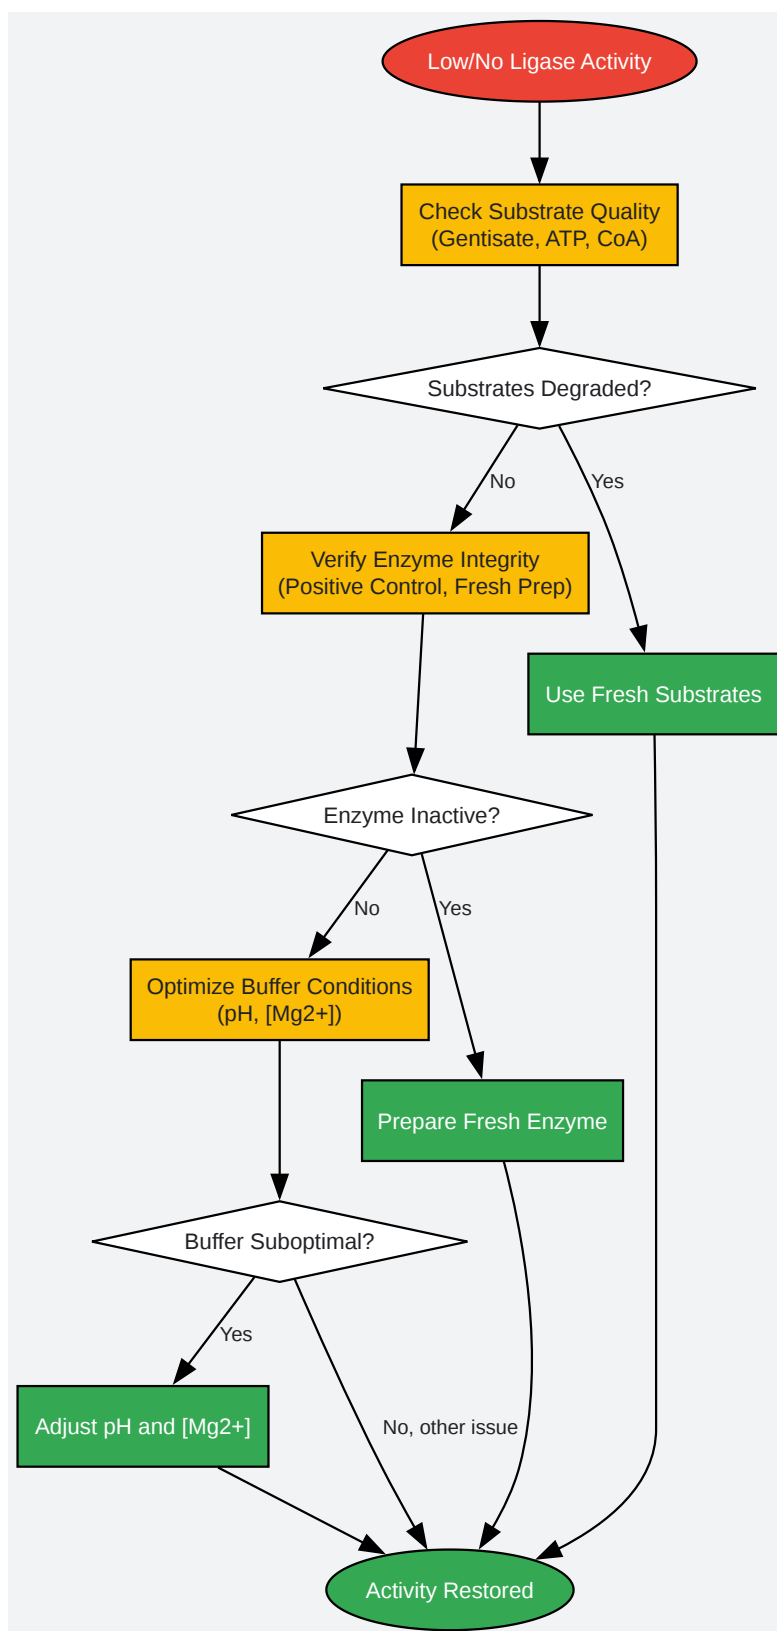 Low/No Ligase Activity
Check Substrate Quality
(Gentisate, ATP, CoA)
Substrates Degraded?
No
Yes
Verify Enzyme Integrity
(Positive Control, Fresh Prep)
Use Fresh Substrates
Enzyme Inactive?
No
Yes
Optimize Buffer Conditions
(pH, [Mg2+])
Prepare Fresh Enzyme
Buffer Suboptimal?
Yes
Adjust pH and [Mg2+]
No, other issue
Activity Restored